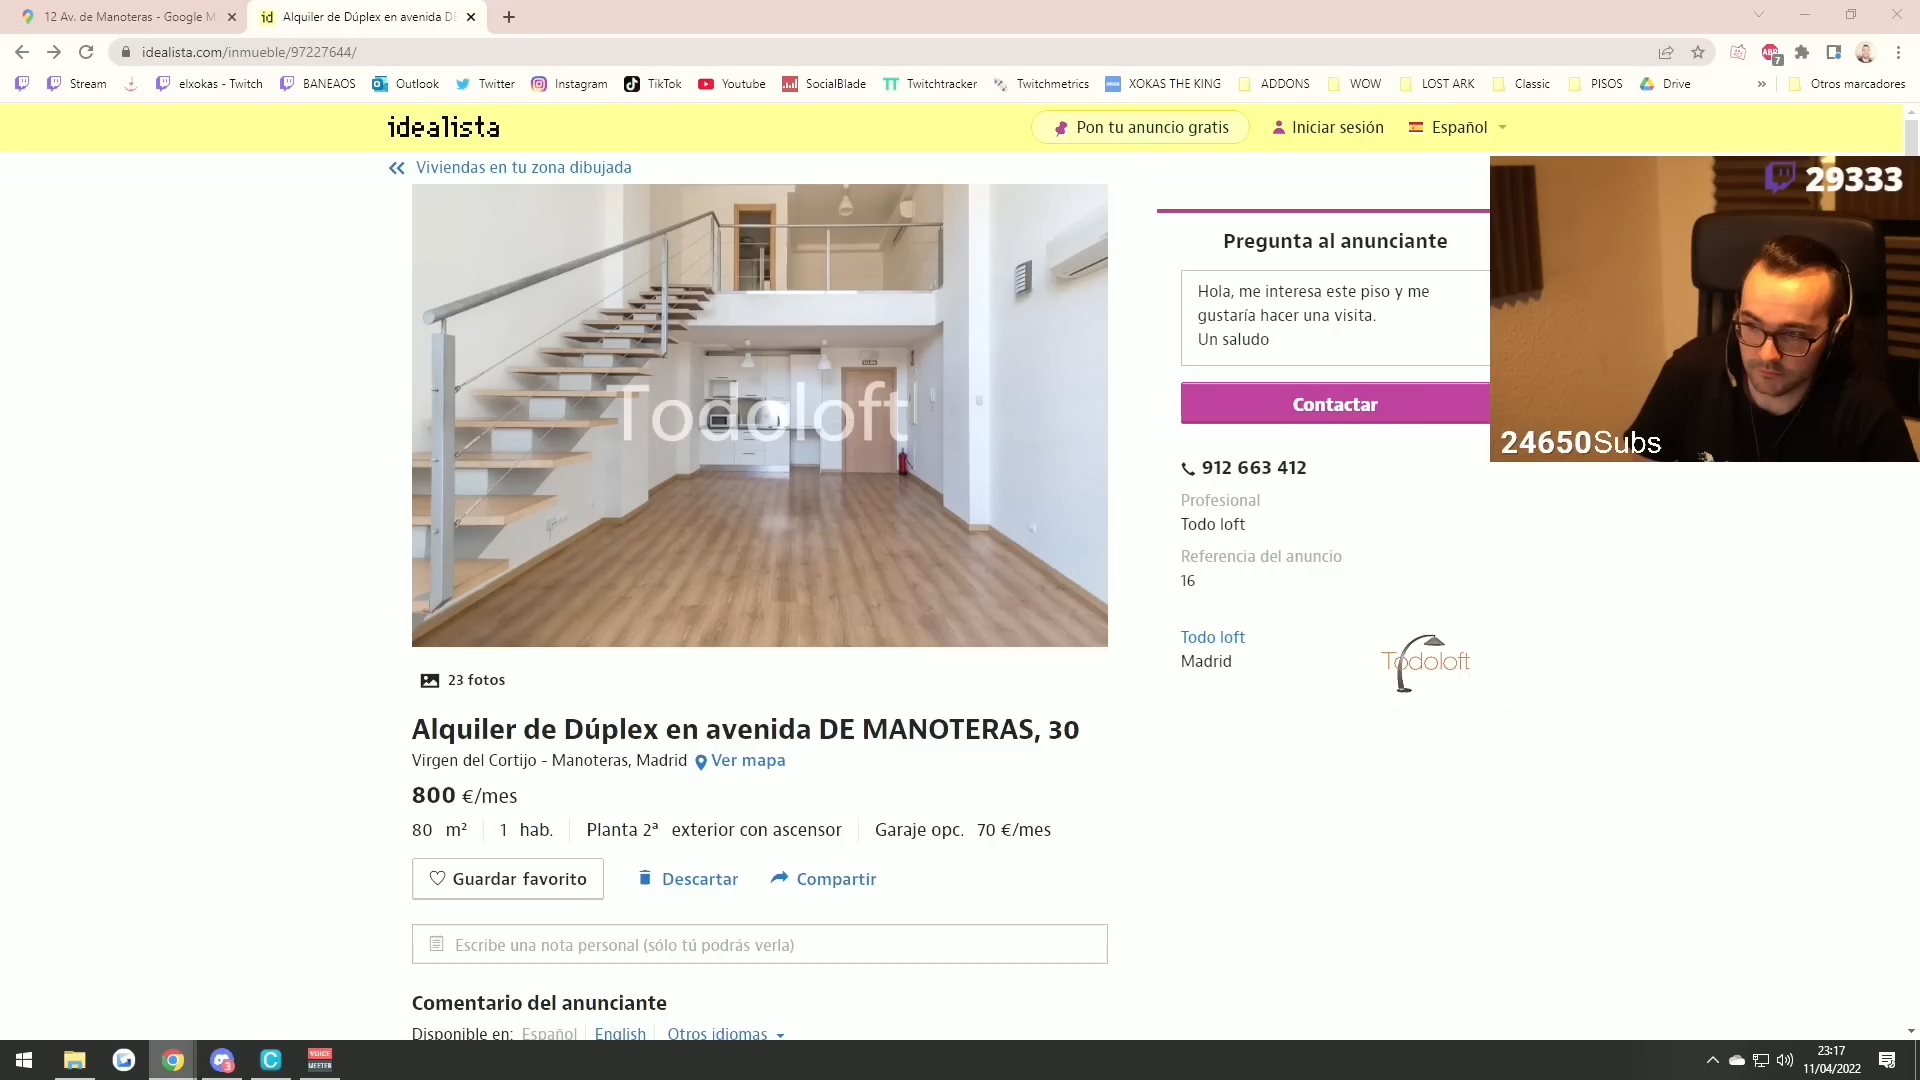 12 Av. de Manoteras - Google M
Alquiler de Dúplex en avenida DE
idealista.com/inmueble/97227644/
ABP
7
Stream
elxokas - Twitch
BANEAOS
Outlook
Twitter
Instagram
TikTok
Youtube
SocialBlade
Twitchtracker
Twitchmetrics
XOKAS THE KING
ADDONS
WOW
LOST ARK
Classic
PISOS
Drive
»
Otros marcadores
idealista
Pon tu anuncio gratis
Iniciar sesión
Español
Viviendas en tu zona dibujada
29333
24650Subs
Todoloft
Pregunta al anunciante
Hola, me interesa este piso y me
gustaría hacer una visita.
Un saludo
Contactar
912 663 412
Profesional
Todo loft
Referencia del anuncio
16
Todo loft
Madrid
Todoloft
23 fotos
Alquiler de Dúplex en avenida DE MANOTERAS, 30
Virgen del Cortijo - Manoteras, Madrid Ver mapa
800 €/mes
80 m² 1 hab. Planta 2ª exterior con ascensor Garaje opc. 70 €/mes
Guardar favorito
Descartar
Compartir
Escribe una nota personal (sólo tú podrás verla)
Comentario del anunciante
Disponible en: Español English Otros idiomas
3
VOICE
MEETER
23:17
11/04/2022